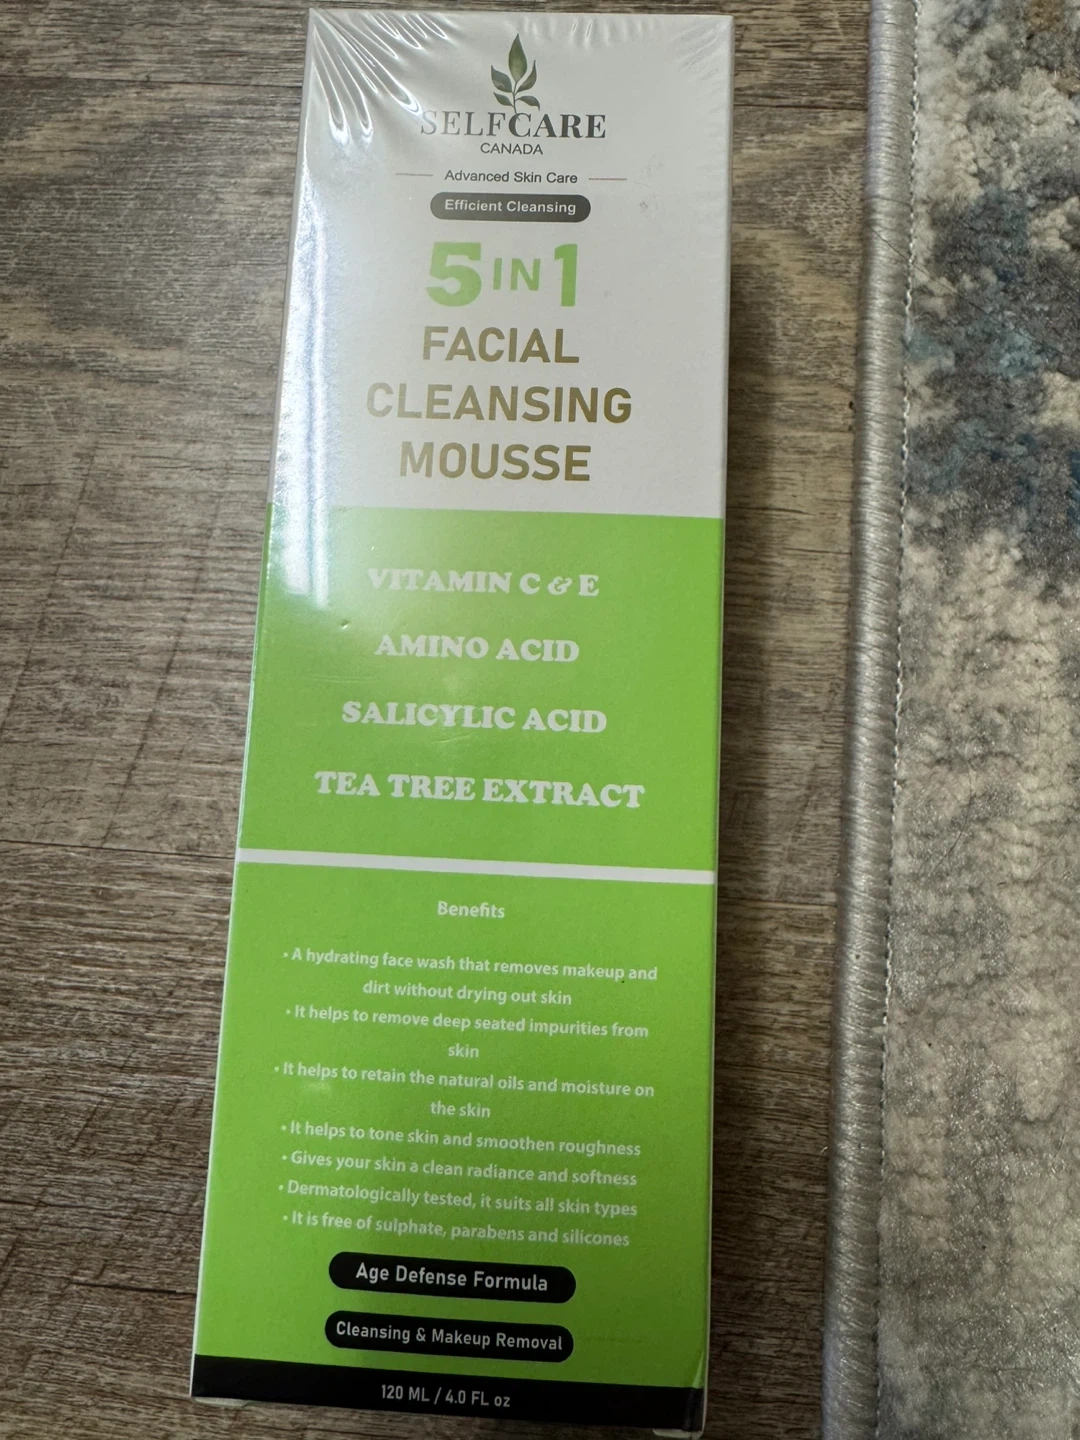 SELFCARE
CANADA
Advanced Skin Care
Efficient Cleansing
5 IN 1
FACIAL
CLEANSING
MOUSSE
VITAMIN C & E
AMINO ACID
SALICYLIC ACID
TEA TREE EXTRACT
Benefits
• A hydrating face wash that removes makeup and
dirt without drying out skin
• It helps to remove deep seated impurities from
skin
• It helps to retain the natural oils and moisture on
the skin
• It helps to tone skin and smoothen roughness
• Gives your skin a clean radiance and softness
• Dermatologically tested, it suits all skin types
• It is free of sulphate, parabens and silicones
Age Defense Formula
Cleansing & Makeup Removal
120 ML / 4.0 FL oz